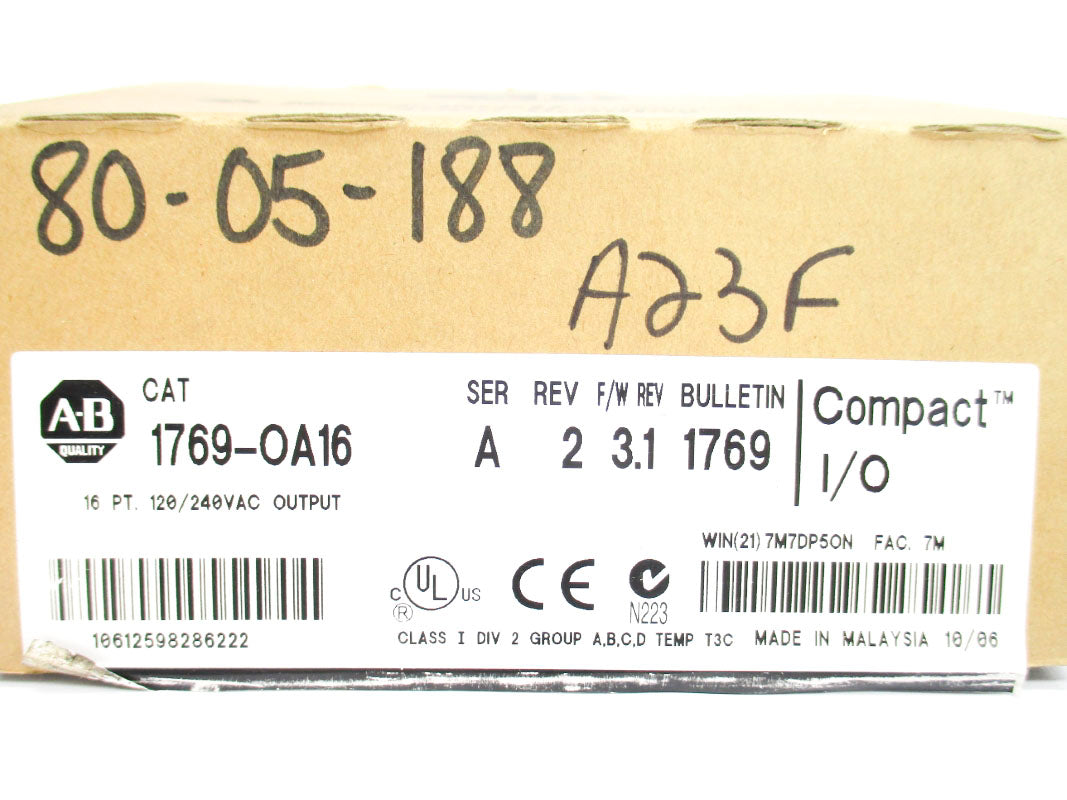 80-05-188
A23F
A-B
QUALITY
CAT
1769-OA16
16 PT. 120/240VAC OUTPUT
SER REV F/W REV BULLETIN
A 2 3.1 1769
Compact™
I/O
WIN(21) 7M7DP5ON FAC. 7M
10612598286222
C UL US
®
CE
N223
CLASS I DIV 2 GROUP A,B,C,D TEMP T3C
MADE IN MALAYSIA 10/06